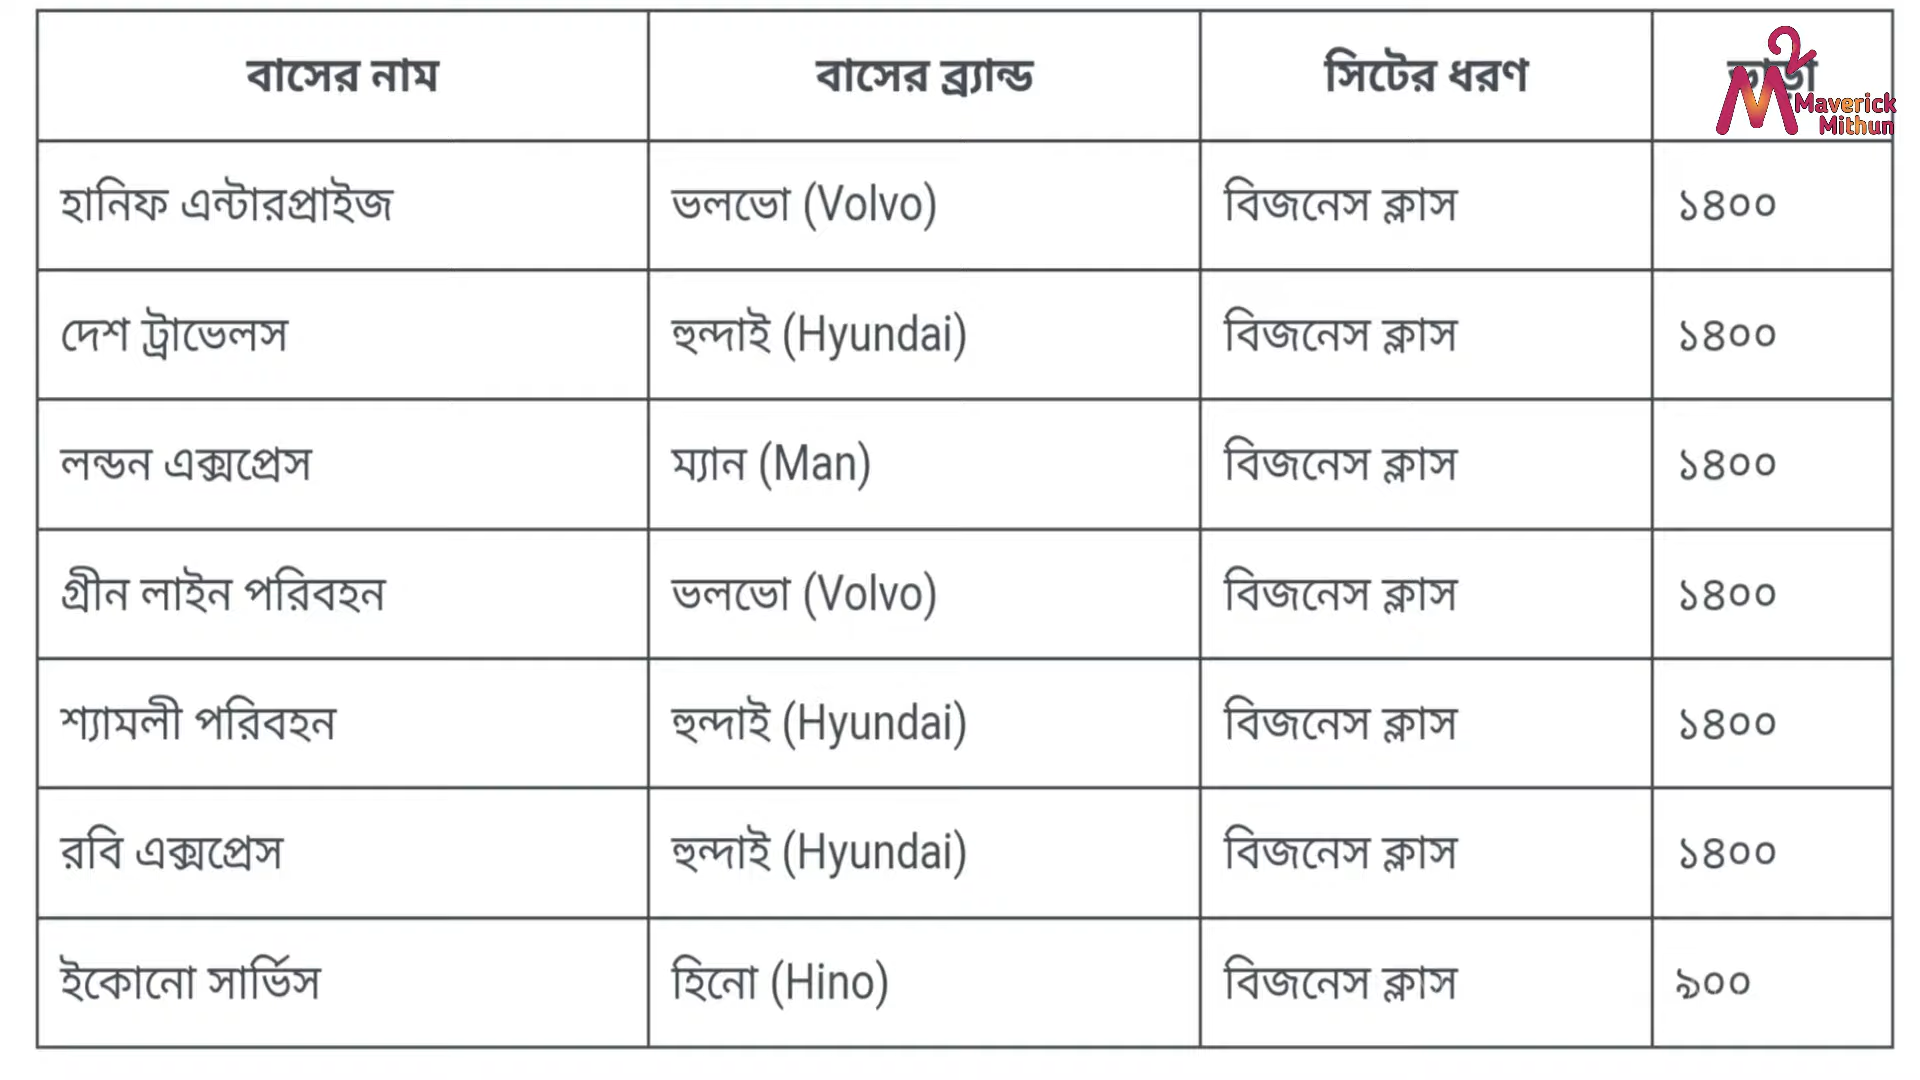 বাসের নাম বাসের ব্র্যান্ড সিটের ধরণ ভাড়া
Maverick
Mithun
হানিফ এন্টারপ্রাইজ ভলভো (Volvo) বিজনেস ক্লাস ১৪০০
দেশ ট্রাভেলস হুন্দাই (Hyundai) বিজনেস ক্লাস ১৪০০
লন্ডন এক্সপ্রেস ম্যান (Man) বিজনেস ক্লাস ১৪০০
গ্রীন লাইন পরিবহন ভলভো (Volvo) বিজনেস ক্লাস ১৪০০
শ্যামলী পরিবহন হুন্দাই (Hyundai) বিজনেস ক্লাস ১৪০০
রবি এক্সপ্রেস হুন্দাই (Hyundai) বিজনেস ক্লাস ১৪০০
ইকোনো সার্ভিস হিনো (Hino) বিজনেস ক্লাস ৯০০